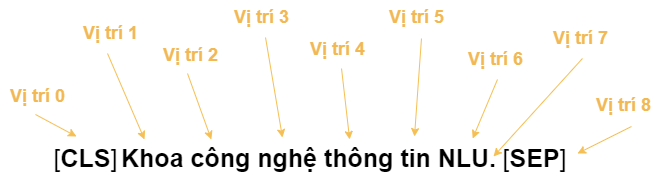 Vị trí 0
Vị trí 1
Vị trí 2
Vị trí 3
Vị trí 4
Vị trí 5
Vị trí 6
Vị trí 7
Vị trí 8
[CLS] Khoa công nghệ thông tin NLU. [SEP]